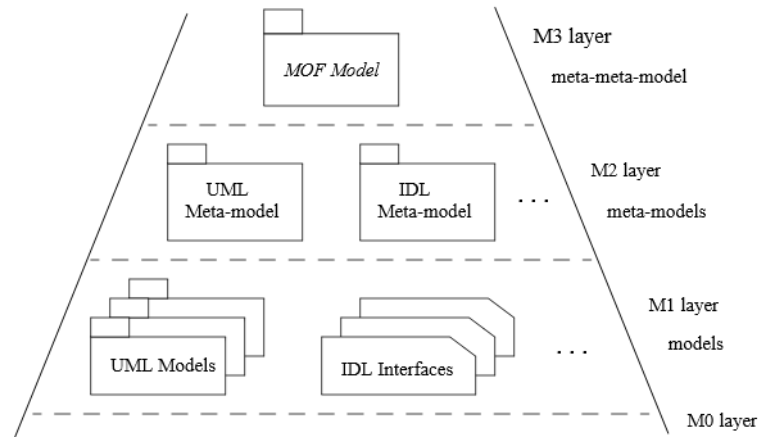 MOF Model
M3 layer
meta-meta-model
UML
Meta-model
IDL
Meta-model
. . .
M2 layer
meta-models
UML Models
IDL Interfaces
. . .
M1 layer
models
M0 layer